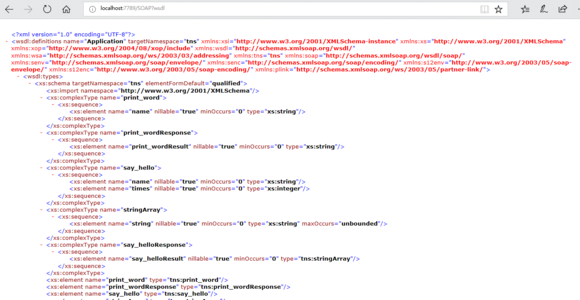 localhost:7789/SOAP?wsdl
<?xml version="1.0" encoding="UTF-8"?>
- <wsdl:definitions name="Application" targetNamespace="tns" xmlns:xsi="http://www.w3.org/2001/XMLSchema-instance" xmlns:xs="http://www.w3.org/2001/XMLSchema"
xmlns:xop="http://www.w3.org/2004/08/xop/include" xmlns:wsdl="http://schemas.xmlsoap.org/wsdl/"
xmlns:wsa="http://schemas.xmlsoap.org/ws/2003/03/addressing" xmlns:tns="tns" xmlns:soap="http://schemas.xmlsoap.org/wsdl/soap/"
xmlns:senv="http://schemas.xmlsoap.org/soap/envelope/" xmlns:senc="http://schemas.xmlsoap.org/soap/encoding/" xmlns:s12env="http://www.w3.org/2003/05/soap-
envelope/" xmlns:s12enc="http://www.w3.org/2003/05/soap-encoding/" xmlns:plink="http://schemas.xmlsoap.org/ws/2003/05/partner-link/">
- <wsdl:types>
- <xs:schema targetNamespace="tns" elementFormDefault="qualified">
<xs:import namespace="http://www.w3.org/2001/XMLSchema"/>
- <xs:complexType name="print_word">
- <xs:sequence>
<xs:element name="name" nillable="true" minOccurs="0" type="xs:string"/>
</xs:sequence>
</xs:complexType>
- <xs:complexType name="print_wordResponse">
- <xs:sequence>
<xs:element name="print_wordResult" nillable="true" minOccurs="0" type="xs:string"/>
</xs:sequence>
</xs:complexType>
- <xs:complexType name="say_hello">
- <xs:sequence>
<xs:element name="name" nillable="true" minOccurs="0" type="xs:string"/>
<xs:element name="times" nillable="true" minOccurs="0" type="xs:integer"/>
</xs:sequence>
</xs:complexType>
- <xs:complexType name="stringArray">
- <xs:sequence>
<xs:element name="string" nillable="true" minOccurs="0" type="xs:string" maxOccurs="unbounded"/>
</xs:sequence>
</xs:complexType>
- <xs:complexType name="say_helloResponse">
- <xs:sequence>
<xs:element name="say_helloResult" nillable="true" minOccurs="0" type="tns:stringArray"/>
</xs:sequence>
</xs:complexType>
<xs:element name="print_word" type="tns:print_word"/>
<xs:element name="print_wordResponse" type="tns:print_wordResponse"/>
<xs:element name="say_hello" type="tns:say_hello"/>